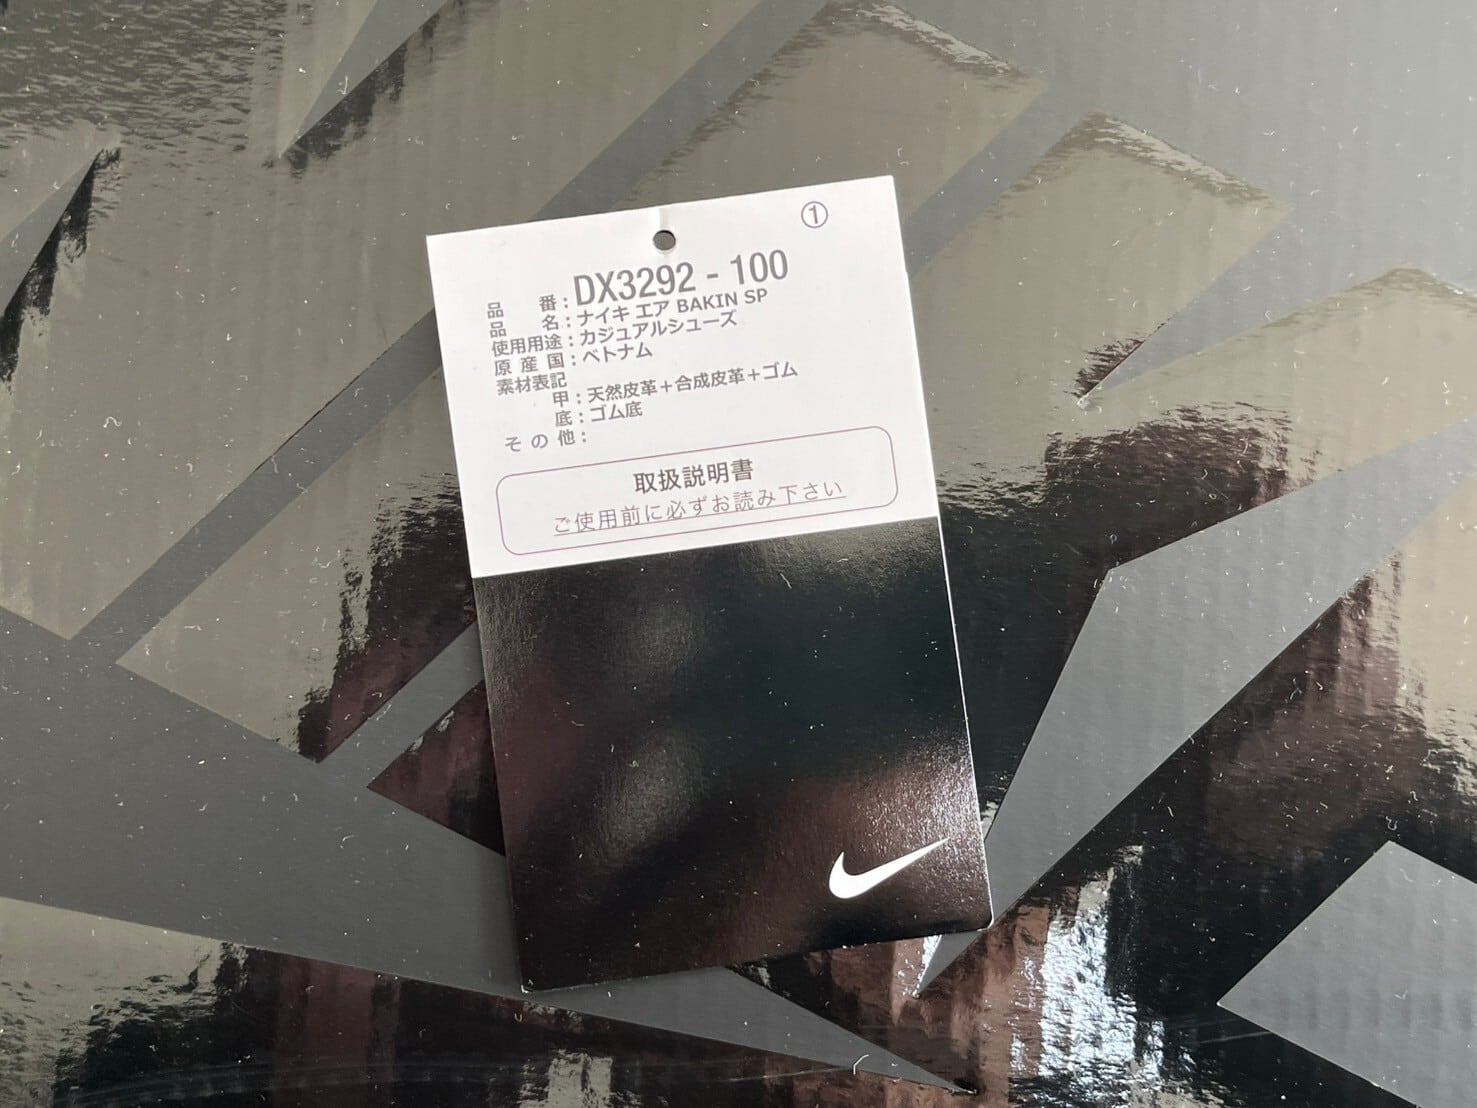 ①
品番：DX3292 - 100
品名：ナイキ エア BAKIN SP
使用用途：カジュアルシューズ
原産国：ベトナム
素材表記
甲：天然皮革＋合成皮革＋ゴム
底：ゴム底
その他：
取扱説明書
ご使用前に必ずお読み下さい